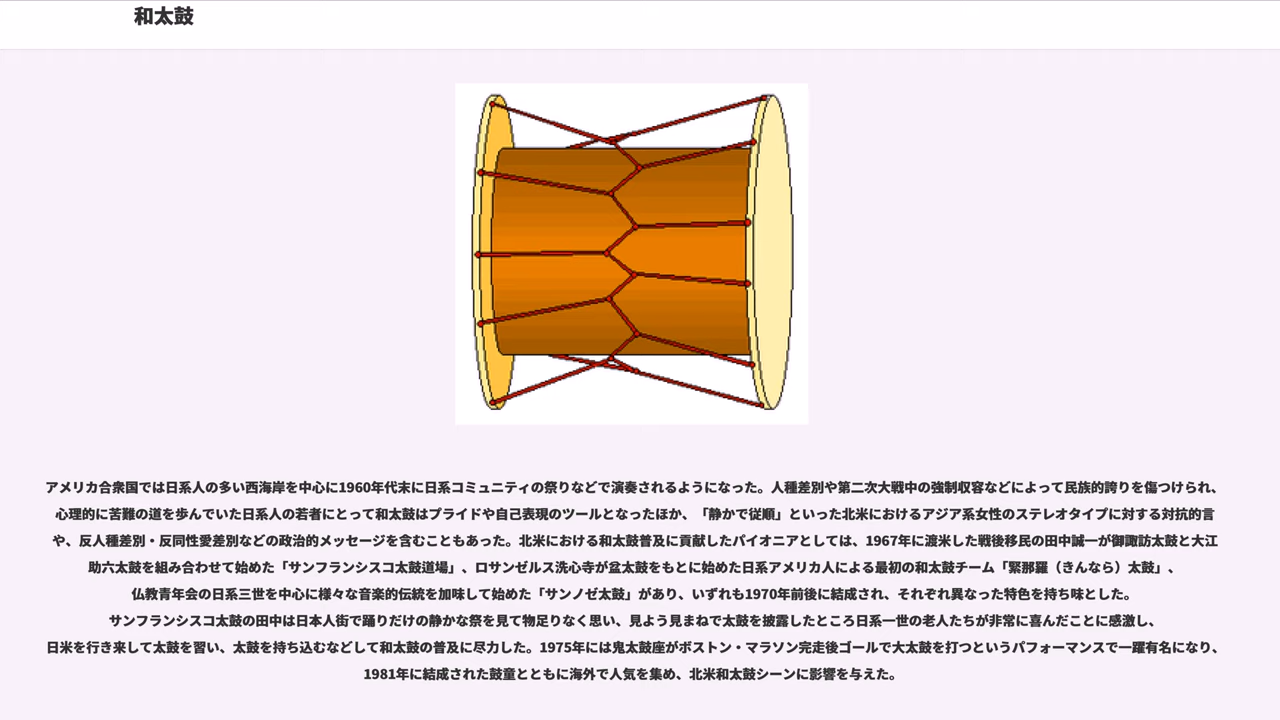 和太鼓
アメリカ合衆国では日系人の多い西海岸を中心に1960年代末に日系コミュニティの祭りなどで演奏されるようになった。人種差別や第二次大戦中の強制収容などによって民族的誇りを傷つけられ、
心理的に苦難の道を歩んでいた日系人の若者にとって和太鼓はプライドや自己表現のツールとなったほか、「静かで従順」といった北米におけるアジア系女性のステレオタイプに対する対抗的言
や、反人種差別・反同性愛差別などの政治的メッセージを含むこともあった。北米における和太鼓普及に貢献したパイオニアとしては、1967年に渡米した戦後移民の田中誠一が御諏訪太鼓と大江
助六太鼓を組み合わせて始めた「サンフランシスコ太鼓道場」、ロサンゼルス洗心寺が盆太鼓をもとに始めた日系アメリカ人による最初の和太鼓チーム「緊那羅（きんなら）太鼓」、
仏教青年会の日系三世を中心に様々な音楽的伝統を加味して始めた「サンノゼ太鼓」があり、いずれも1970年前後に結成され、それぞれ異なった特色を持ち味とした。
サンフランシスコ太鼓の田中は日本人街で踊りだけの静かな祭を見て物足りなく思い、見よう見まねで太鼓を披露したところ日系一世の老人たちが非常に喜んだことに感激し、
日米を行き来して太鼓を習い、太鼓を持ち込むなどして和太鼓の普及に尽力した。1975年には鬼太鼓座がボストン・マラソン完走後ゴールで大太鼓を打つというパフォーマンスで一躍有名になり、
1981年に結成された鼓童とともに海外で人気を集め、北米和太鼓シーンに影響を与えた。